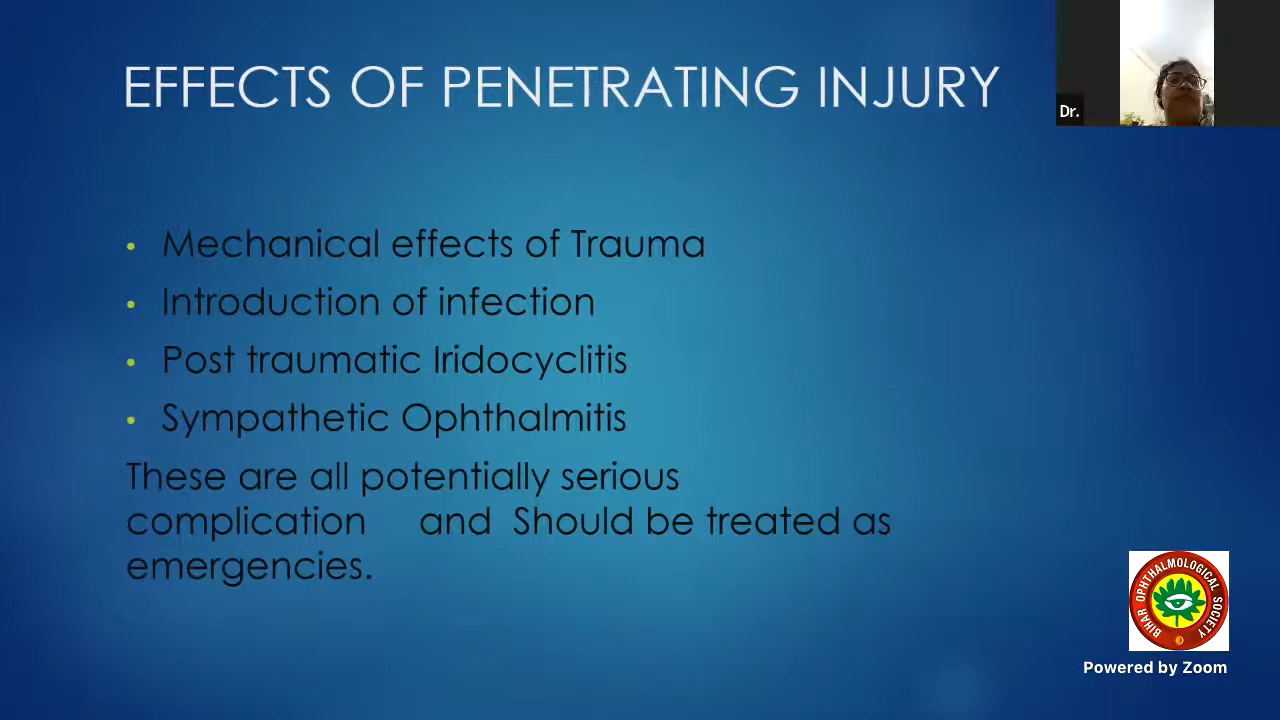 EFFECTS OF PENETRATING INJURY
Dr.
• Mechanical effects of Trauma
• Introduction of infection
• Post traumatic Iridocyclitis
• Sympathetic Ophthalmitis
These are all potentially serious
complication and Should be treated as
emergencies.
BIHAR OPHTHALMOLOGICAL SOCIETY
Powered by Zoom